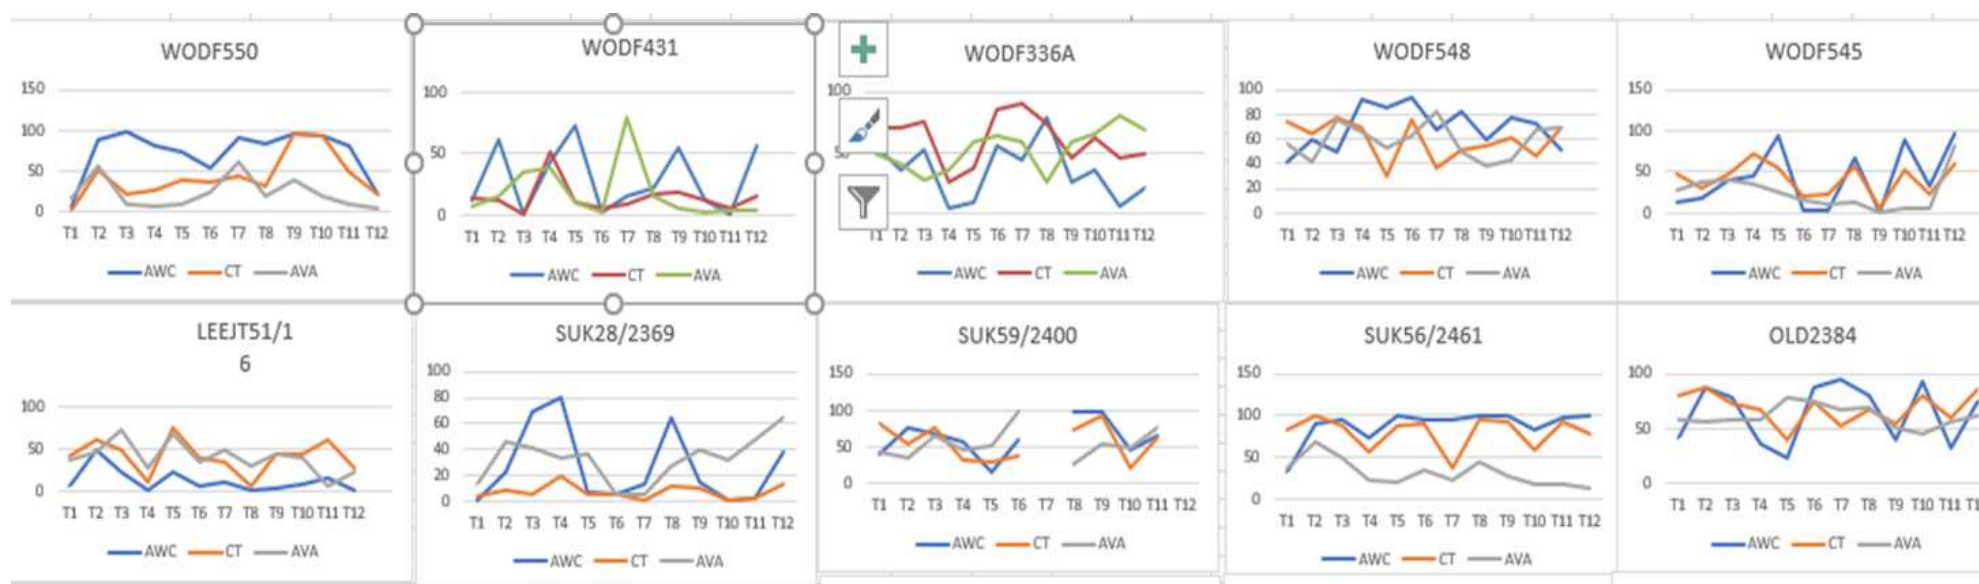 WODF550
150
100
50
0
T1 T2 T3 T4 T5 T6 T7 T8 T9 T10 T11 T12
AWC CT AVA
WODF431
100
50
0
T1 T2 T3 T4 T5 T6 T7 T8 T9 T10 T11 T12
AWC CT AVA
WODF336A
100
T2 T3 T4 T5 T6 T7 T8 T9 T10 T11 T12
AWC CT AVA
WODF548
100
80
60
40
20
0
T1 T2 T3 T4 T5 T6 T7 T8 T9 T10 T11 T12
AWC CT AVA
WODF545
150
100
50
0
T1 T2 T3 T4 T5 T6 T7 T8 T9 T10 T11 T12
AWC CT AVA
LEEJT51/1
6
100
50
0
T1 T2 T3 T4 T5 T6 T7 T8 T9 T10 T11 T12
AWC CT AVA
SUK28/2369
100
80
60
40
20
0
T1 T2 T3 T4 T5 T6 T7 T8 T9 T10 T11 T12
AWC CT AVA
SUK59/2400
150
100
50
0
T1 T2 T3 T4 T5 T6 T7 T8 T9 T10 T11 T12
AWC CT AVA
SUK56/2461
150
100
50
0
T1 T2 T3 T4 T5 T6 T7 T8 T9 T10 T11 T12
AWC CT AVA
OLD2384
100
50
0
T1 T2 T3 T4 T5 T6 T7 T8 T9 T10 T11
AWC CT AVA